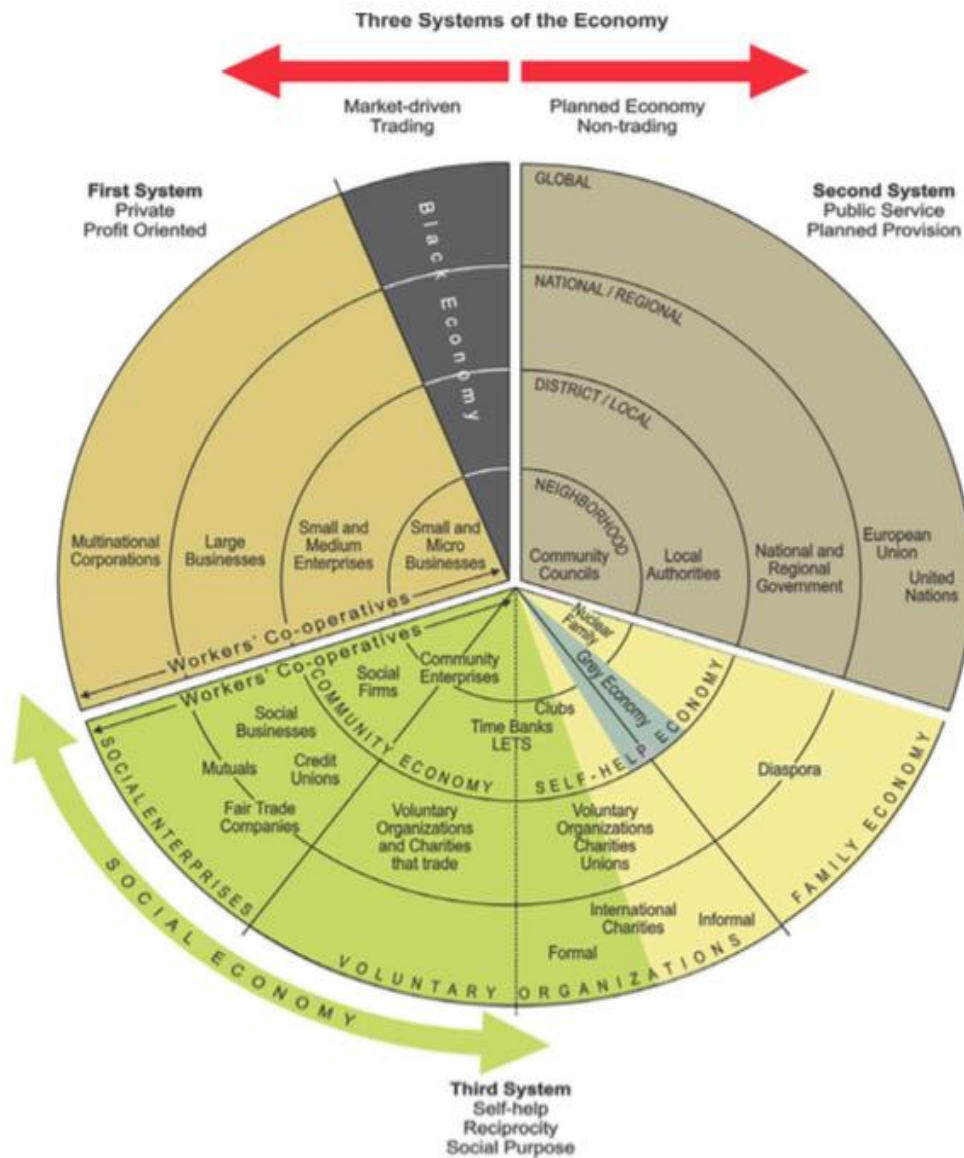 Three Systems of the Economy
Market-driven
Trading
Planned Economy
Non-trading
First System
Private
Profit Oriented
Second System
Public Service
Planned Provision
Black Economy
GLOBAL
NATIONAL / REGIONAL
DISTRICT / LOCAL
NEIGHBORHOOD
Multinational
Corporations
Large
Businesses
Small and
Medium
Enterprises
Small and
Micro
Businesses
Community
Councils
Local
Authorities
National and
Regional
Government
European
Union
United
Nations
Workers' Co-operatives
Workers' Co-operatives
Nuclear
Family
Grey Economy
Social
Firms
Community
Enterprises
Clubs
Time Banks
LETS
Social
Businesses
Mutuals
Credit
Unions
Fair Trade
Companies
COMMUNITY ECONOMY
SELF-HELP ECONOMY
Diaspora
Voluntary
Organizations
and Charities
that trade
Voluntary
Organizations
Charities
Unions
International
Charities
Informal
Formal
SOCIAL ENTERPRISES
VOLUNTARY ORGANIZATIONS
FAMILY ECONOMY
SOCIAL ECONOMY
Third System
Self-help
Reciprocity
Social Purpose